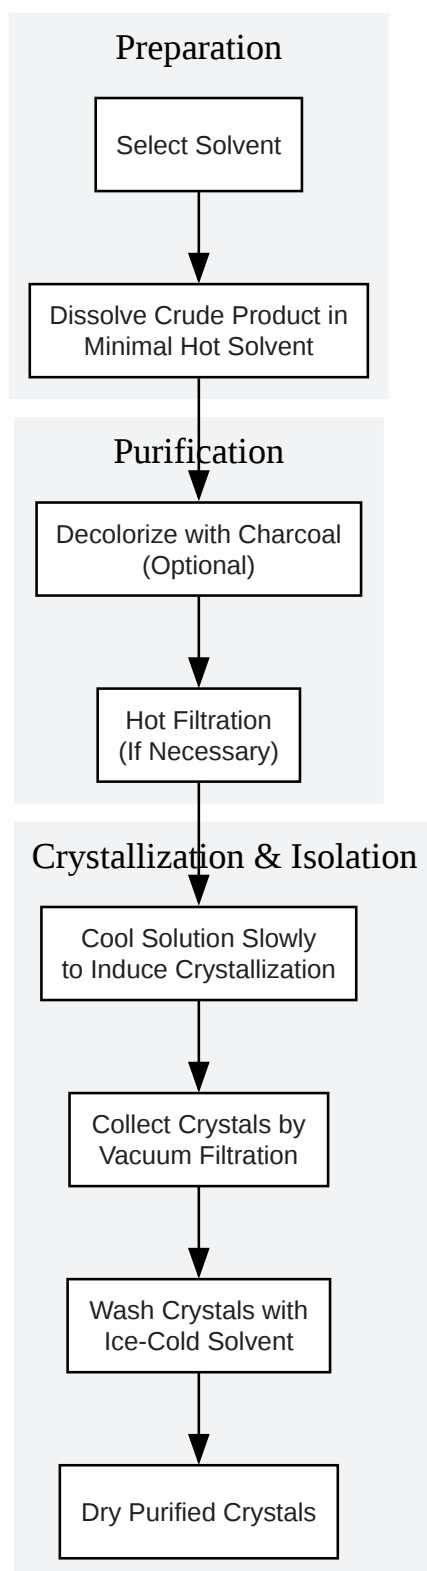 Preparation
Select Solvent
Dissolve Crude Product in
Minimal Hot Solvent
Purification
Decolorize with Charcoal
(Optional)
Hot Filtration
(If Necessary)
Crystallization & Isolation
Cool Solution Slowly
to Induce Crystallization
Collect Crystals by
Vacuum Filtration
Wash Crystals with
Ice-Cold Solvent
Dry Purified Crystals